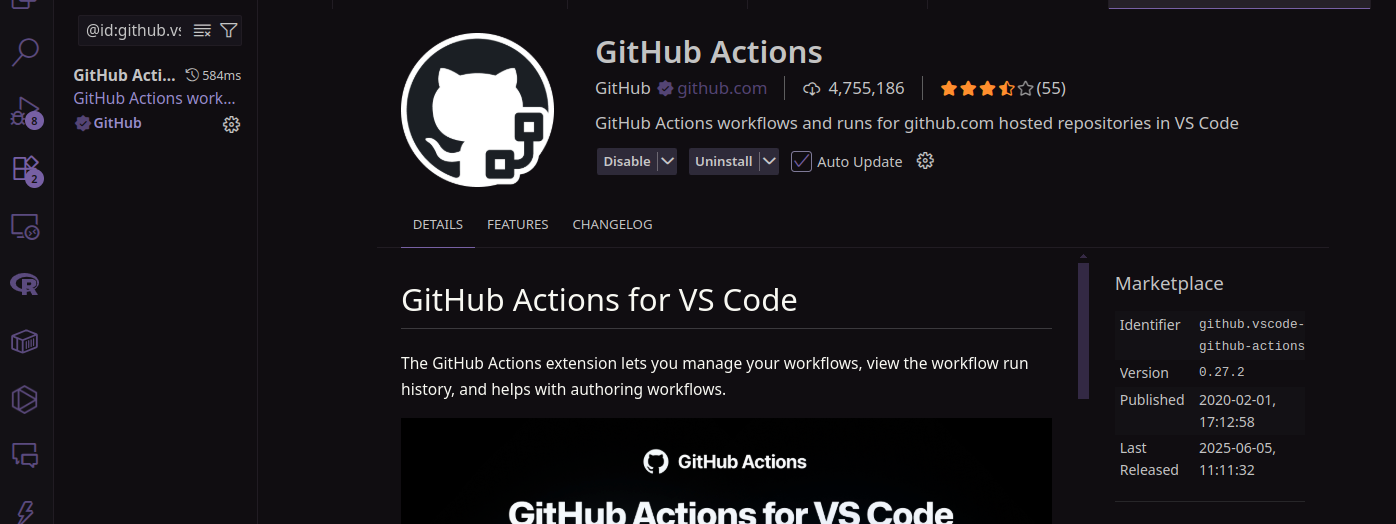 @id:github.vs
GitHub Acti... 584ms
GitHub Actions work...
GitHub
8
2
GitHub Actions
GitHub github.com 4,755,186 (55)
GitHub Actions workflows and runs for github.com hosted repositories in VS Code
Disable Uninstall Auto Update
DETAILS FEATURES CHANGELOG
GitHub Actions for VS Code
The GitHub Actions extension lets you manage your workflows, view the workflow run
history, and helps with authoring workflows.
GitHub Actions
GitHub Actions for VS Code
Marketplace
Identifier github.vscode-
github-actions
Version 0.27.2
Published 2020-02-01,
17:12:58
Last 2025-06-05,
Released 11:11:32
R